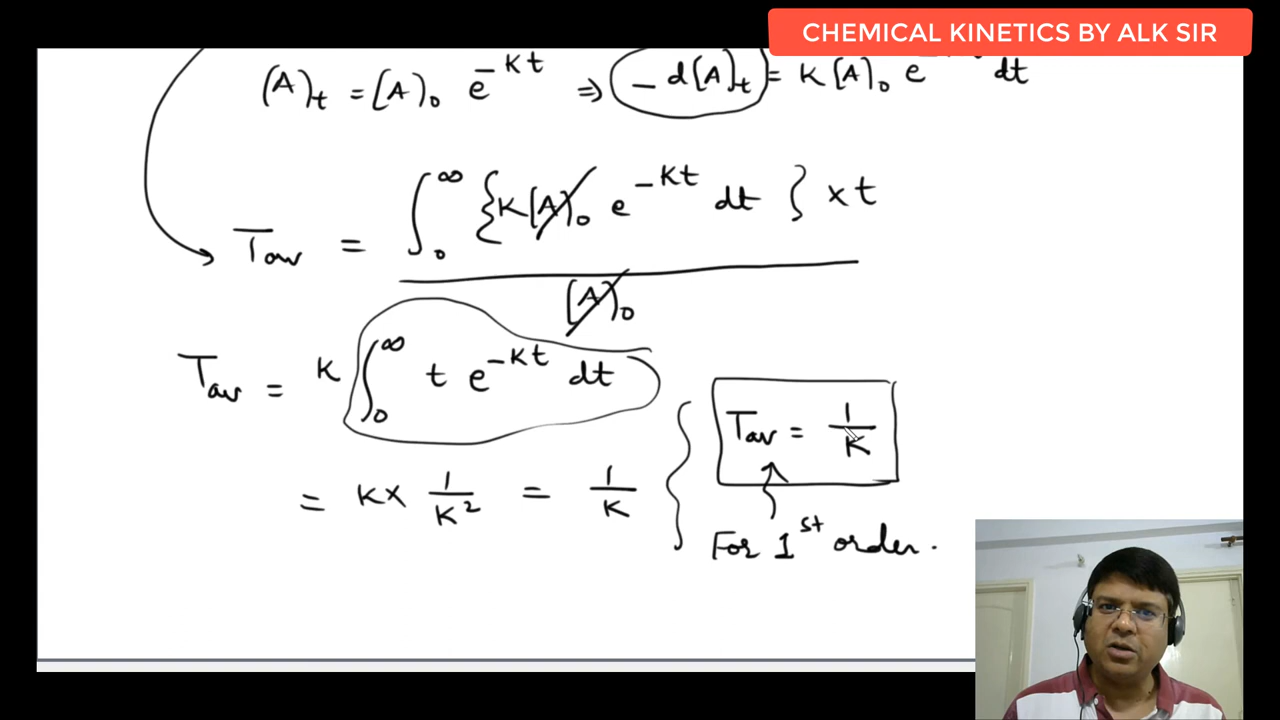 CHEMICAL KINETICS BY ALK SIR
(A)t = [A)0 e^-Kt ⇒ - d[A]t = K[A)0 e dt
Tav = ∫0^∞ {K[A)0 e^-Kt dt } x t
[A)0
Tav = K ∫0^∞ t e^-Kt dt
Tav = 1/K
= K x 1/K^2 = 1/K
For 1st order.